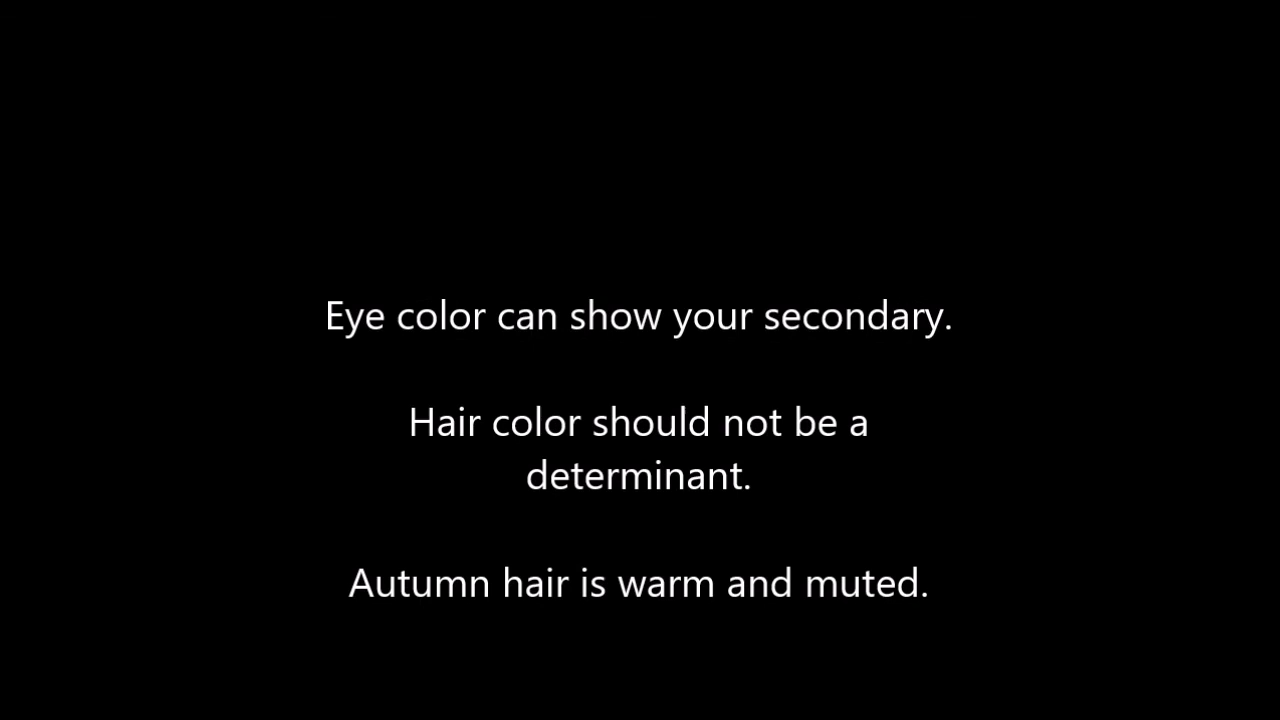 Eye color can show your secondary.
Hair color should not be a
determinant.
Autumn hair is warm and muted.